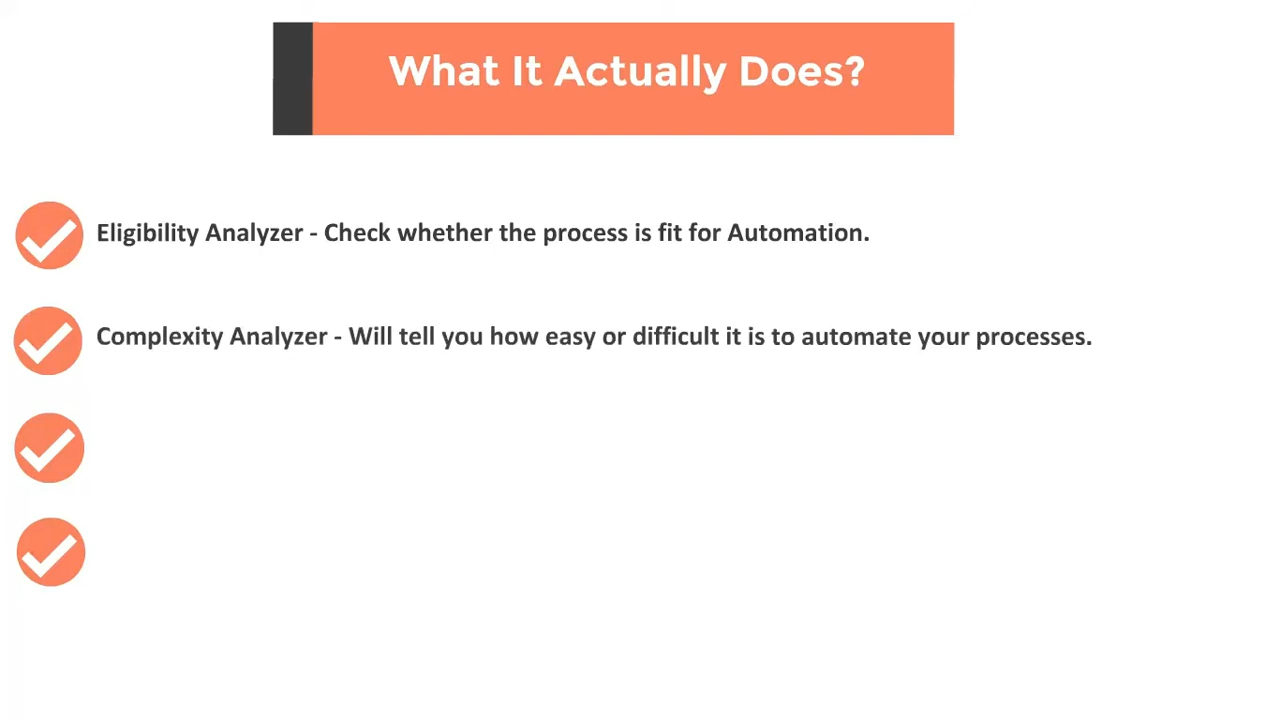 What It Actually Does?
Eligibility Analyzer - Check whether the process is fit for Automation.
Complexity Analyzer - Will tell you how easy or difficult it is to automate your processes.